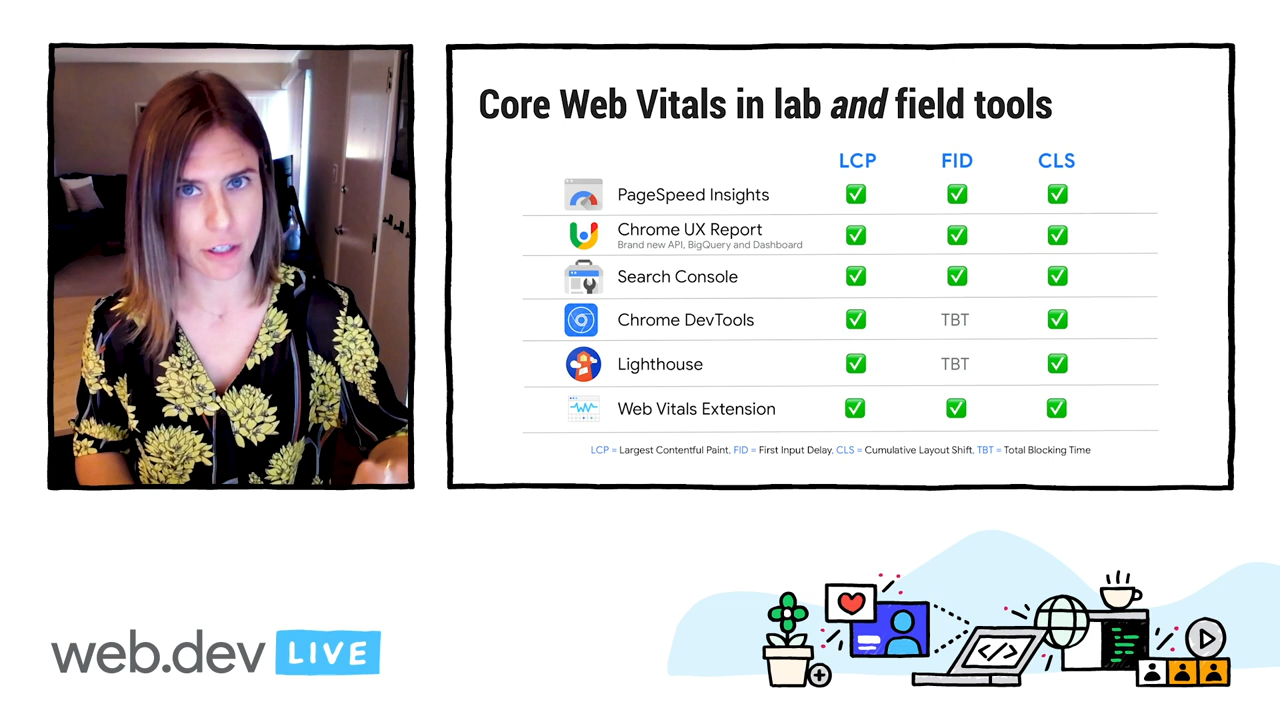 Core Web Vitals in lab and field tools
LCP FID CLS
PageSpeed Insights ✅ ✅ ✅
Chrome UX Report ✅ ✅ ✅
Brand new API, BigQuery and Dashboard
Search Console ✅ ✅ ✅
Chrome DevTools ✅ TBT ✅
Lighthouse ✅ TBT ✅
Web Vitals Extension ✅ ✅ ✅
LCP = Largest Contentful Paint, FID = First Input Delay, CLS = Cumulative Layout Shift, TBT = Total Blocking Time
web.dev LIVE
</>